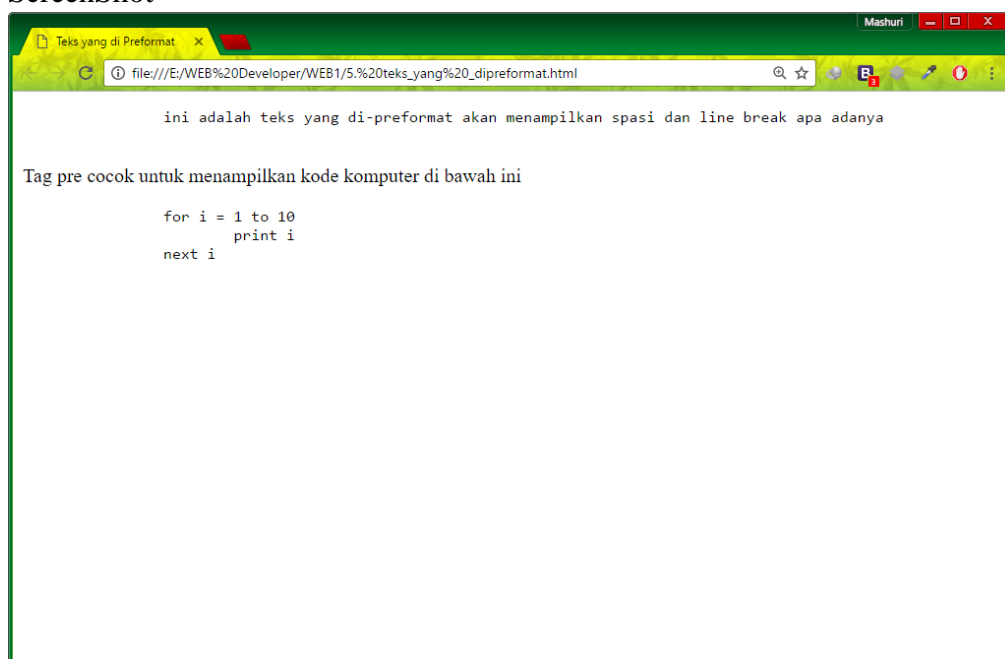 ScreenShot
Mashuri
Teks yang di Preformat
file:///E:/WEB%20Developer/WEB1/5.%20teks_yang%20_dipreformat.html
B
3
ini adalah teks yang di-preformat akan menampilkan spasi dan line break apa adanya
Tag pre cocok untuk menampilkan kode komputer di bawah ini
for i = 1 to 10
print i
next i